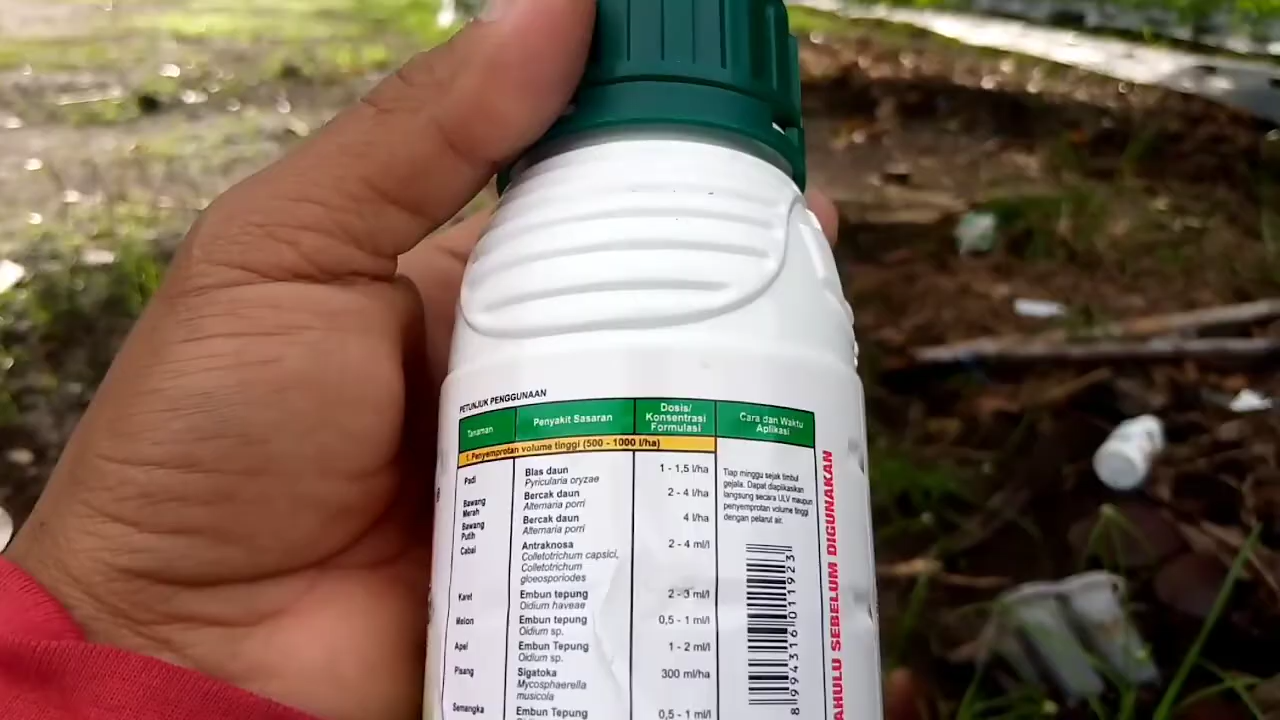 PETUNJUK PENGGUNAAN
Tanaman Penyakit Sasaran Dosis/ Konsentrasi Formulasi Cara dan Waktu Aplikasi
1. Penyemprotan volume tinggi (500 - 1000 l/ha)
Padi Blas daun 1 - 1,5 l/ha
Pyricularia oryzae
Bawang Merah Bercak daun 2 - 4 l/ha
Alternaria porri
Bawang Putih Bercak daun 4 l/ha
Alternaria porri
Cabai Antraknosa 2 - 4 ml/l
Colletotrichum capsici,
Colletotrichum
gloeosporiodes
Karet Embun tepung 2 - 3 ml/l
Oidium haveae
Melon Embun tepung 0,5 - 1 ml/l
Oidium sp.
Apel Embun Tepung 1 - 2 ml/l
Oidium sp.
Pisang Sigatoka 300 ml/ha
Mycosphaerella
musicola
Semangka Embun Tepung 0,5 - 1 ml/l
Tiap minggu sejak timbul
gejala. Dapat diaplikasikan
langsung secara ULV maupun
penyemprotan volume tinggi
dengan pelarut air.
8 994316 011923
AHULU SEBELUM DIGUNAKAN